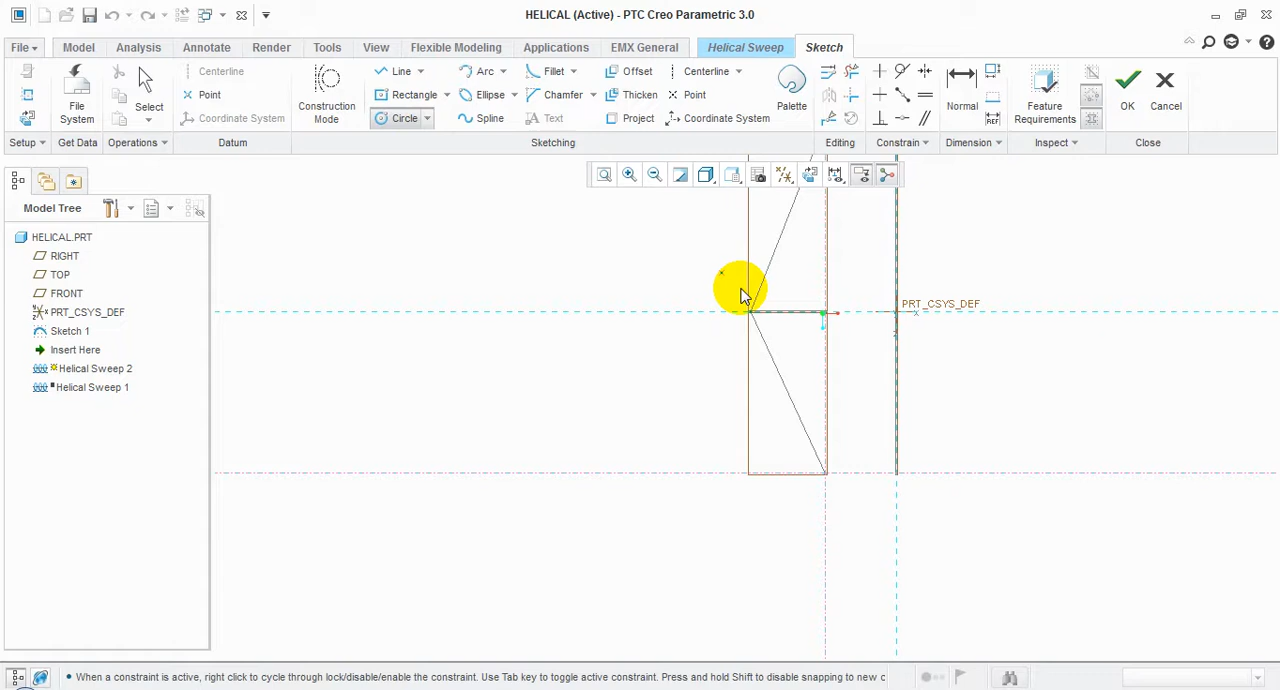 HELICAL (Active) - PTC Creo Parametric 3.0
File Model Analysis Annotate Render Tools View Flexible Modeling Applications EMX General Helical Sweep Sketch
Centerline Line Arc Fillet Offset Centerline
Point Rectangle Ellipse Chamfer Thicken Point
Coordinate System Circle Spline Text Project Coordinate System
File System
Select
Construction Mode
Palette
Normal
REF
Feature Requirements
OK
Cancel
Setup Get Data Operations Datum Sketching Editing Constrain Dimension Inspect Close
Model Tree
HELICAL.PRT
RIGHT
TOP
FRONT
PRT_CSYS_DEF
Sketch 1
Insert Here
Helical Sweep 2
Helical Sweep 1
PRT_CSYS_DEF
When a constraint is active, right click to cycle through lock/disable/enable the constraint. Use Tab key to toggle active constraint. Press and hold Shift to disable snapping to new c